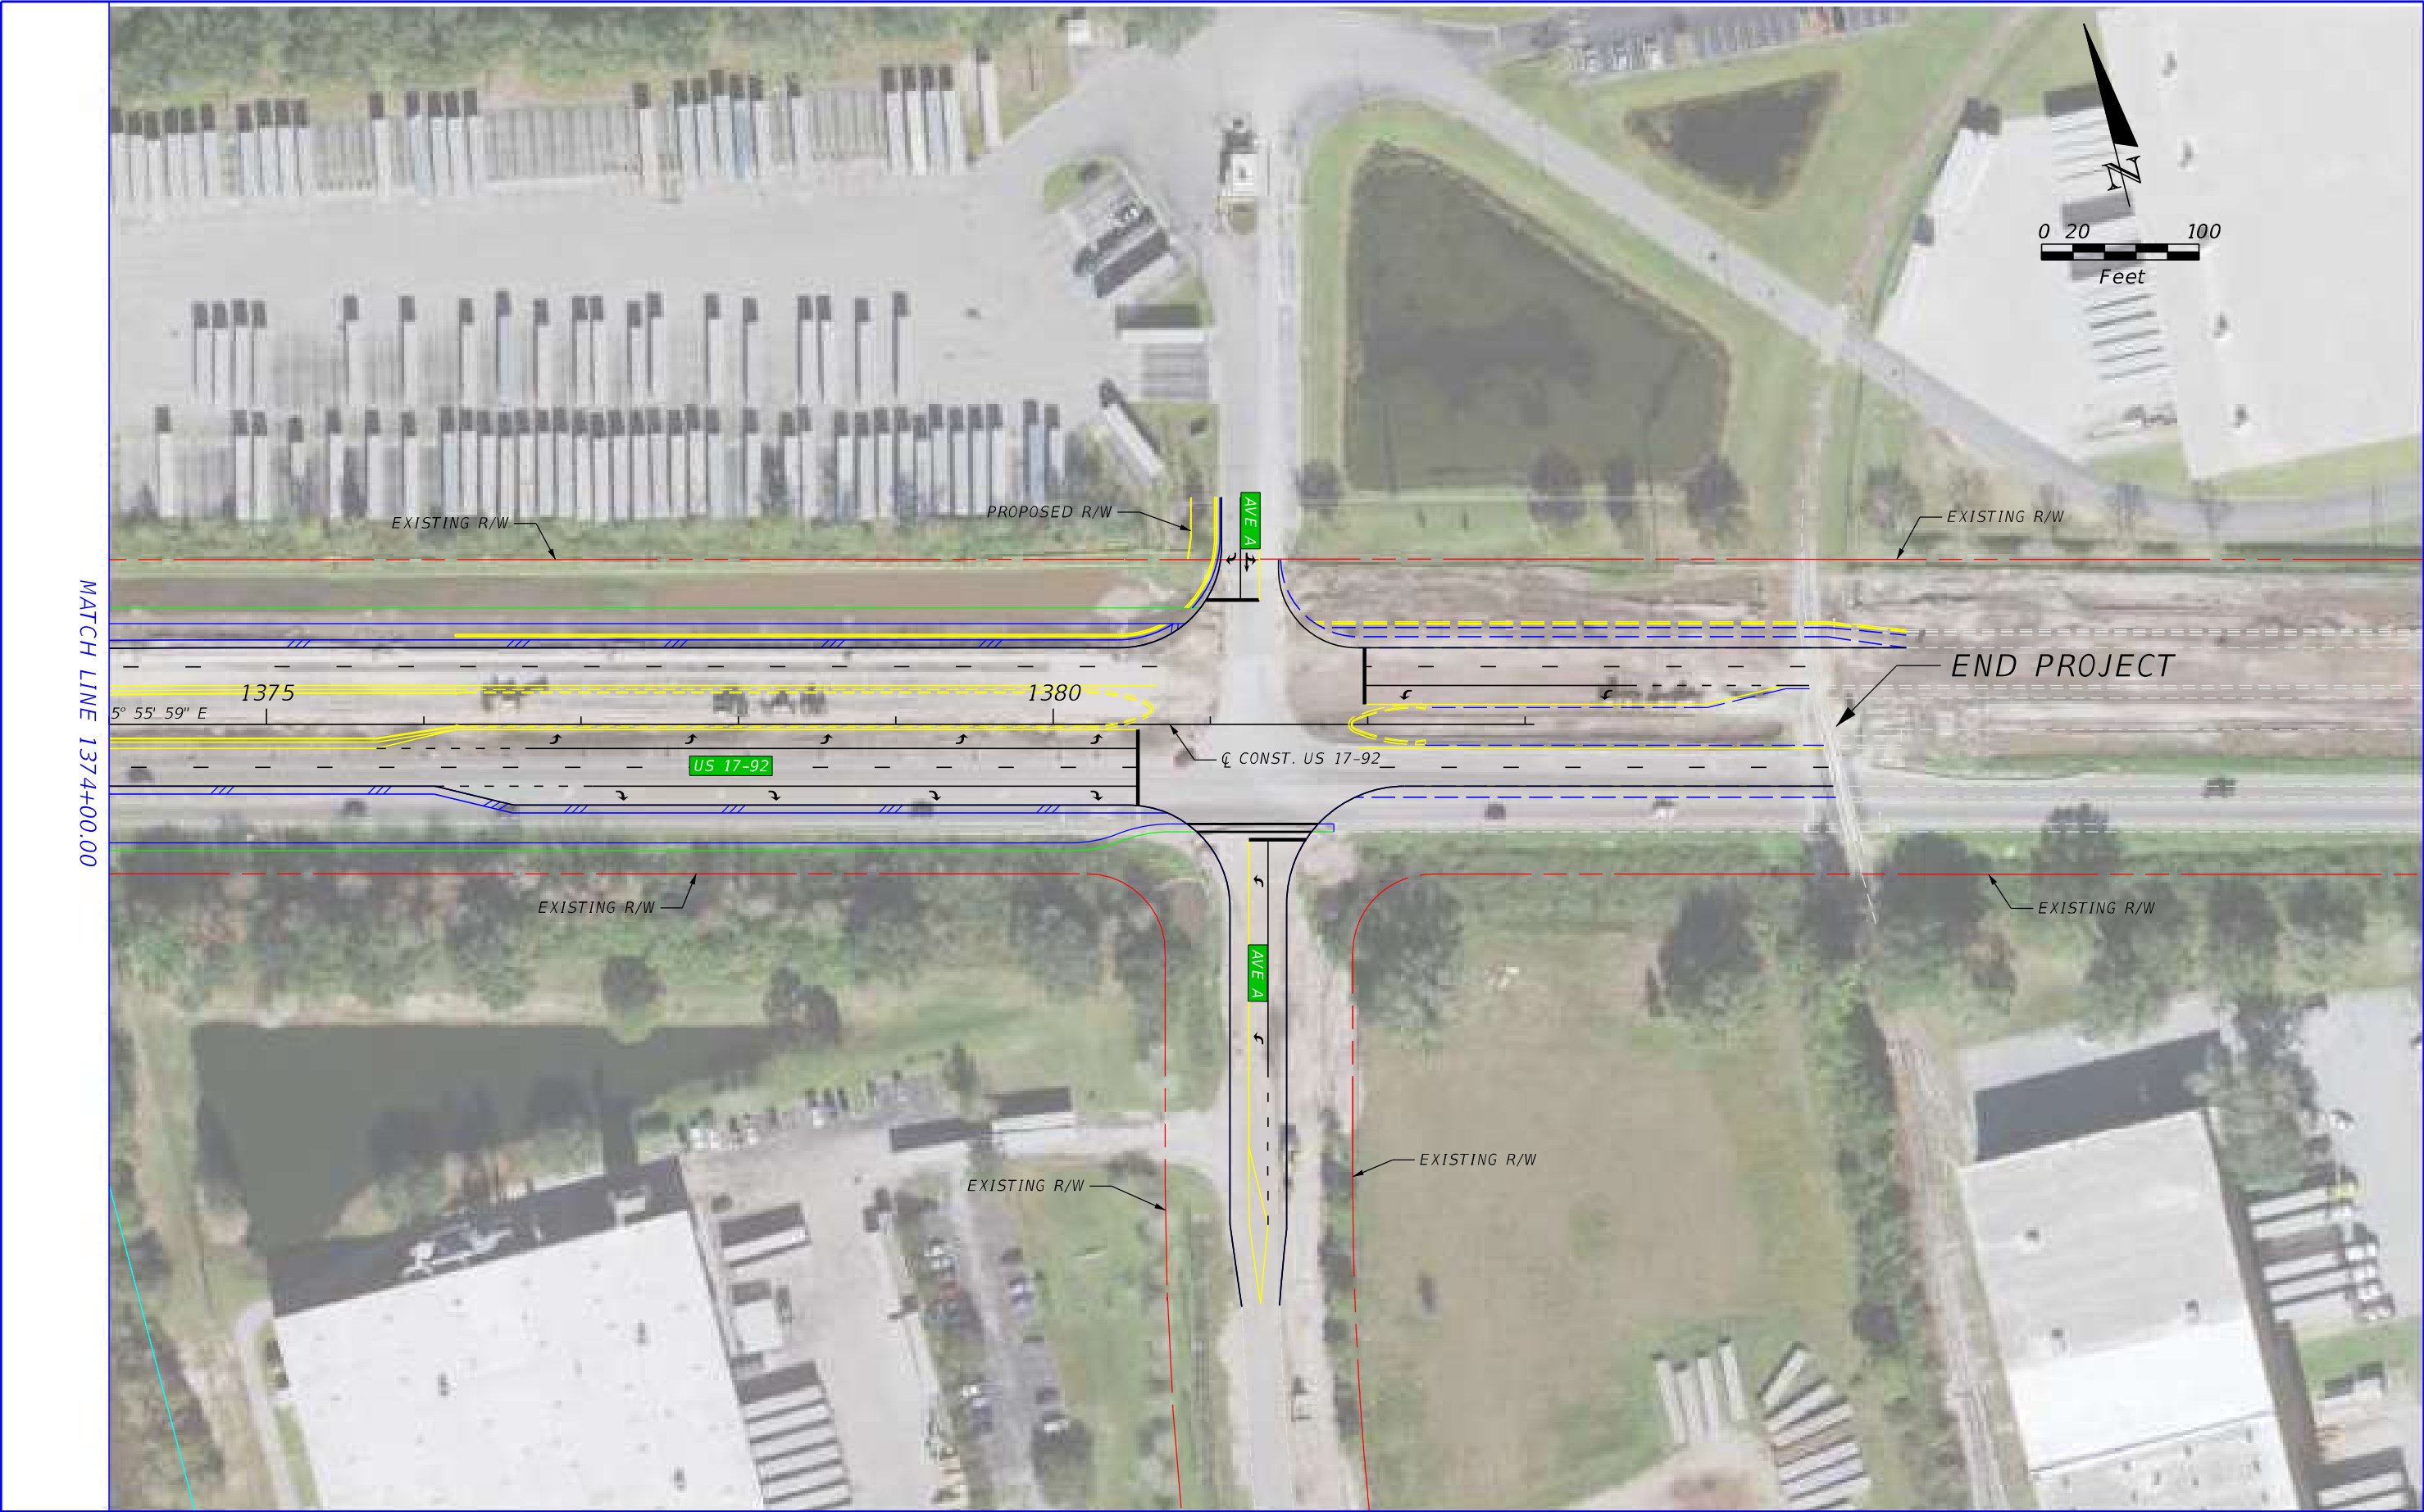 N
0 20 100
Feet
AVE A
PROPOSED R/W
EXISTING R/W
EXISTING R/W
MATCH LINE 1374+00.00
END PROJECT
1375
1380
5° 55' 59" E
US 17-92
℄ CONST. US 17-92
EXISTING R/W
EXISTING R/W
AVE A
EXISTING R/W
EXISTING R/W